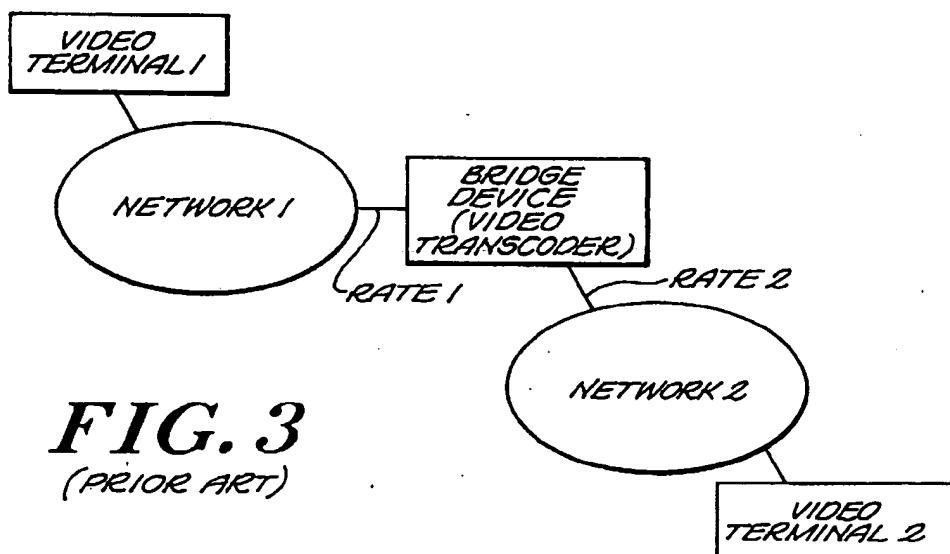 VIDEO
TERMINAL 1
NETWORK 1
BRIDGE
DEVICE
(VIDEO
TRANSCODER)
RATE 1
RATE 2
NETWORK 2
FIG. 3
(PRIOR ART)
VIDEO
TERMINAL 2